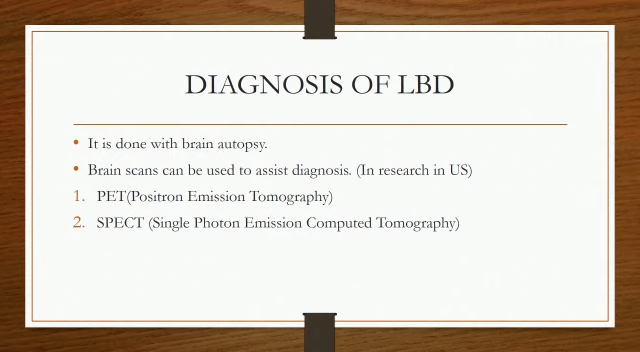 DIAGNOSIS OF LBD
• It is done with brain autopsy.
• Brain scans can be used to assist diagnosis. (In research in US)
1. PET(Positron Emission Tomography)
2. SPECT (Single Photon Emission Computed Tomography)